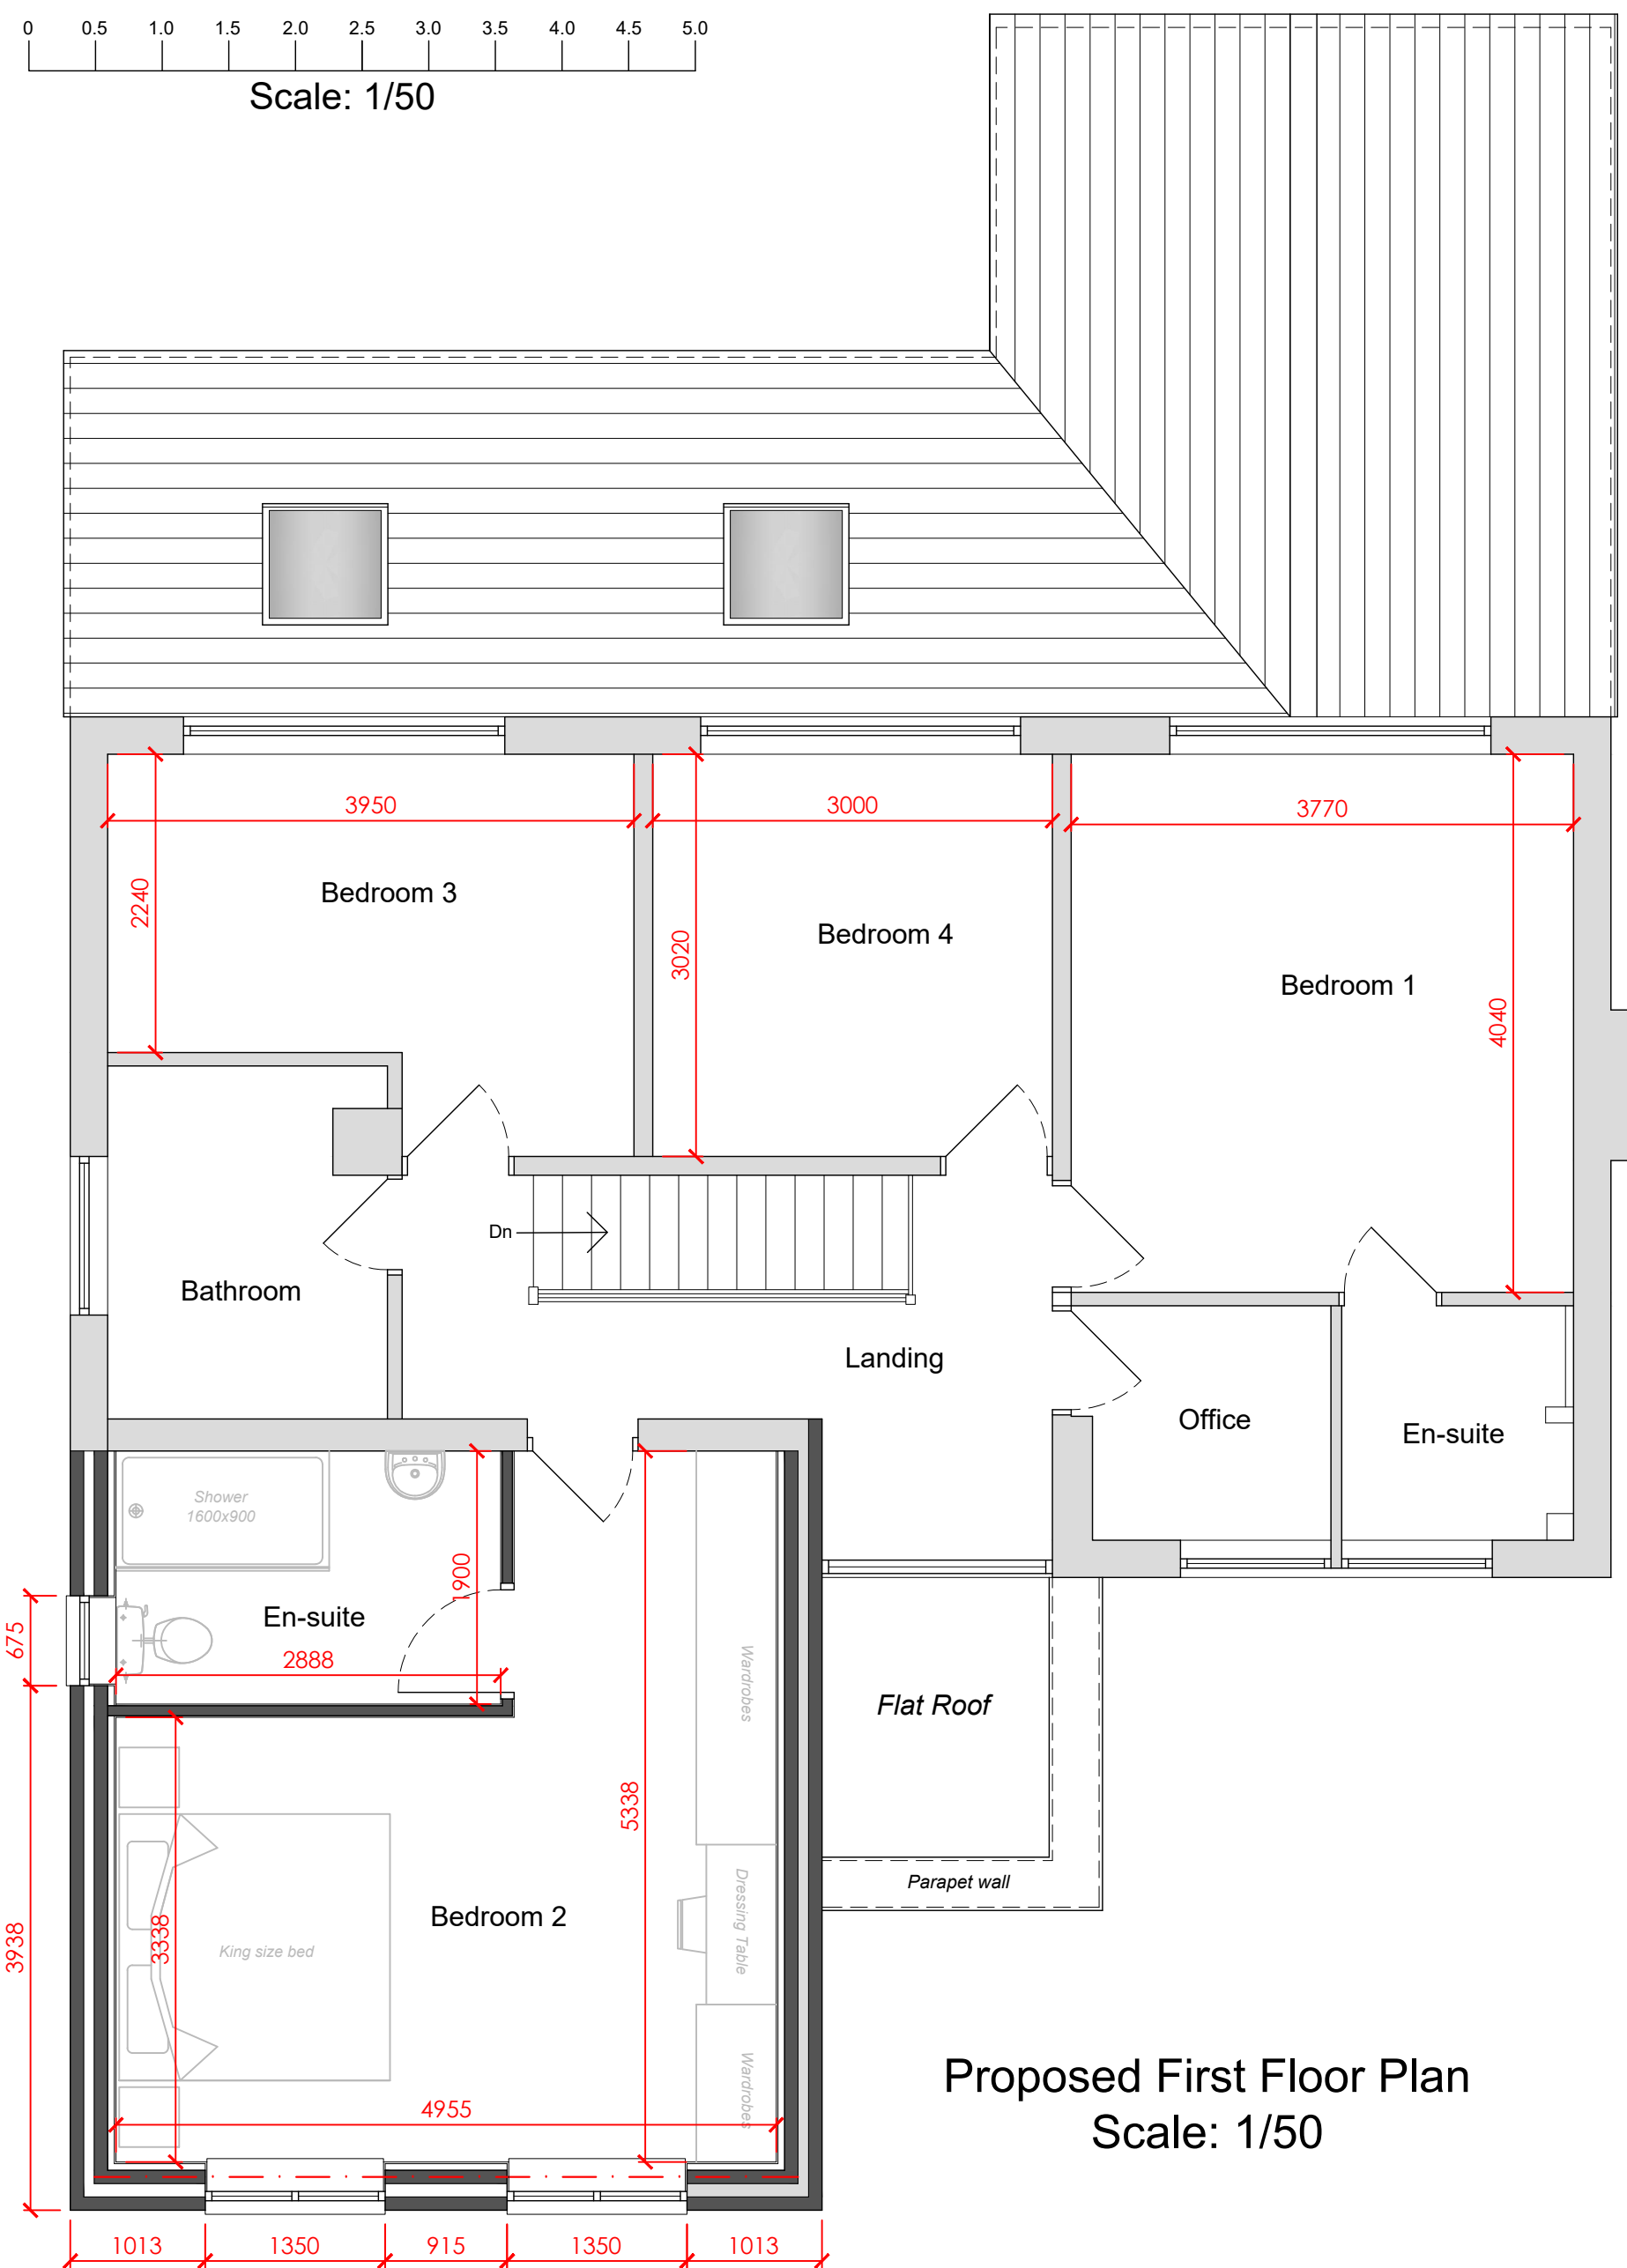 0 0.5 1.0 1.5 2.0 2.5 3.0 3.5 4.0 4.5 5.0
Scale: 1/50
3950
3000
3770
2240
Bedroom 3
3020
Bedroom 4
Bedroom 1
4040
Dn
Bathroom
Landing
Office
En-suite
Shower
1600x900
1900
En-suite
675
2888
Wardrobes
Flat Roof
5338
Parapet wall
Bedroom 2
Dressing Table
3938
3338
King size bed
Wardrobes
4955
Proposed First Floor Plan
Scale: 1/50
1013 1350 915 1350 1013